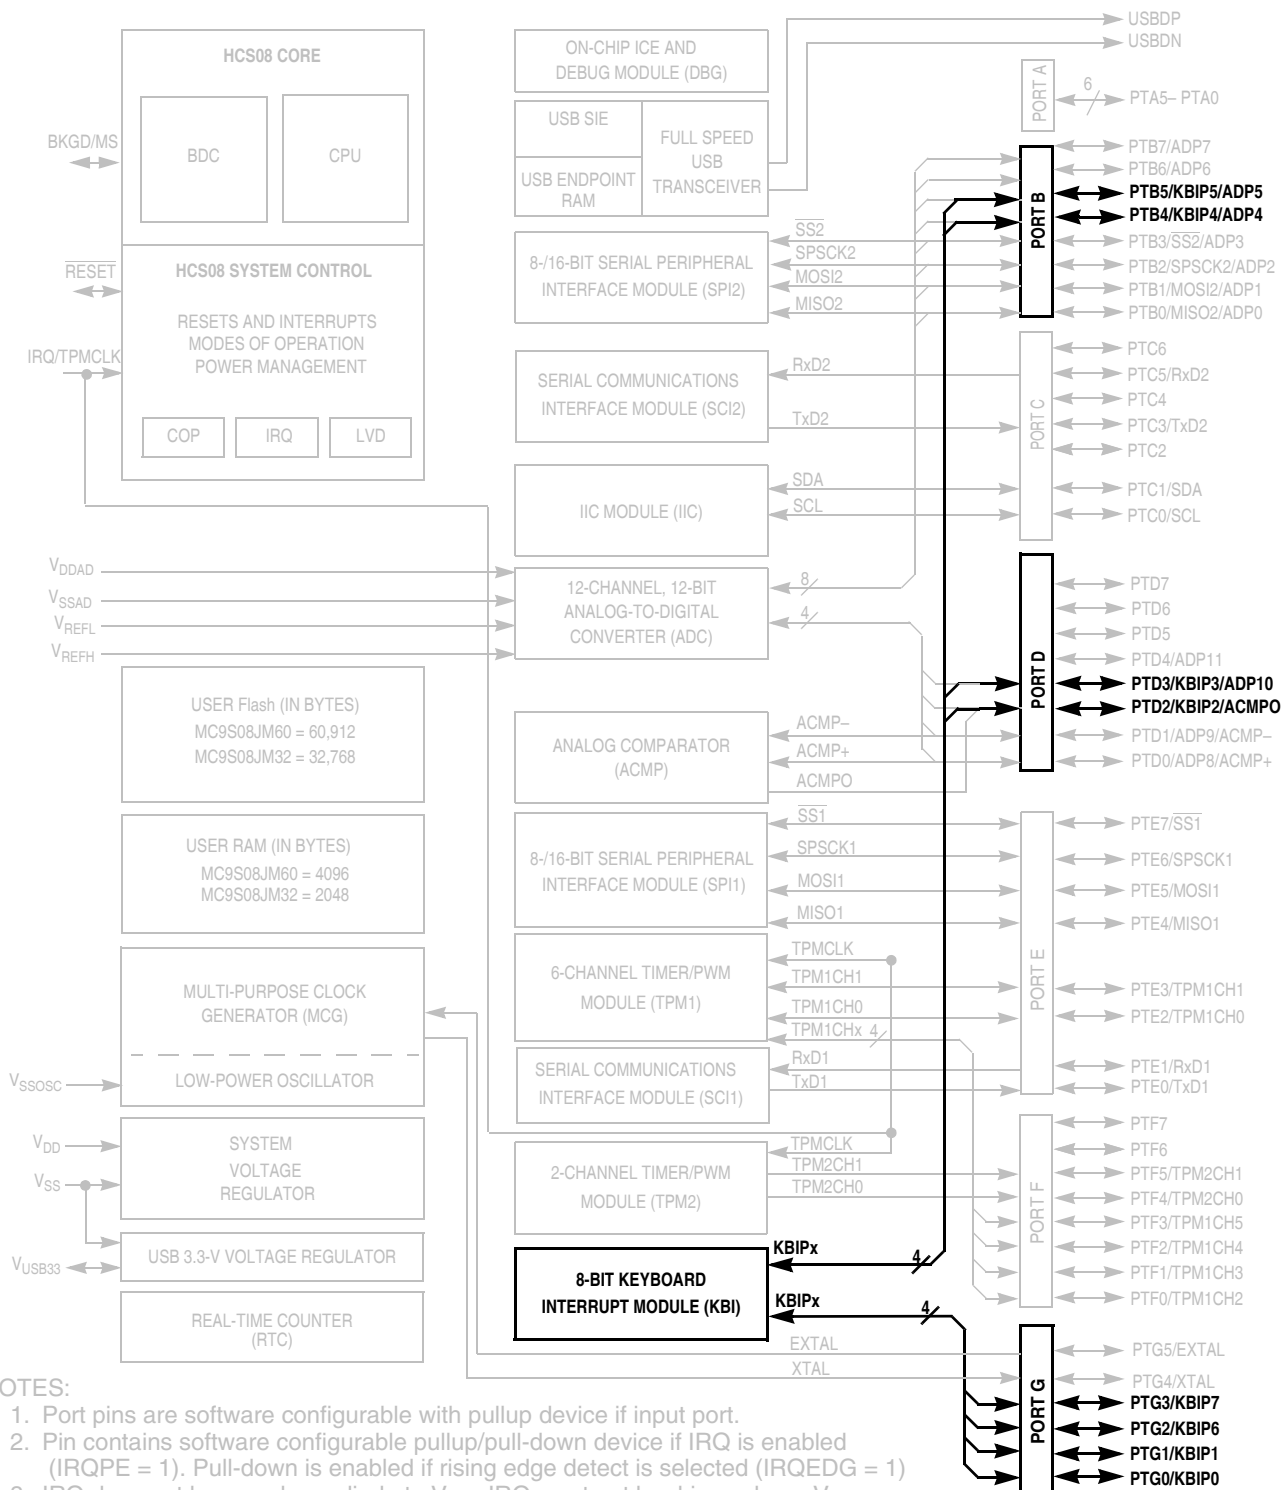 HCS08 CORE
BDC
CPU
BKGD/MS
RESET
HCS08 SYSTEM CONTROL
RESETS AND INTERRUPTS
MODES OF OPERATION
POWER MANAGEMENT
IRQ/TPMCLK
COP
IRQ
LVD
VDDAD
VSSAD
VREFL
VREFH
USER Flash (IN BYTES)
MC9S08JM60 = 60,912
MC9S08JM32 = 32,768
USER RAM (IN BYTES)
MC9S08JM60 = 4096
MC9S08JM32 = 2048
MULTI-PURPOSE CLOCK
GENERATOR (MCG)
LOW-POWER OSCILLATOR
VSSOSC
VDD
VSS
SYSTEM
VOLTAGE
REGULATOR
VUSB33
USB 3.3-V VOLTAGE REGULATOR
REAL-TIME COUNTER
(RTC)
ON-CHIP ICE AND
DEBUG MODULE (DBG)
USB SIE
USB ENDPOINT
RAM
FULL SPEED
USB
TRANSCEIVER
8-/16-BIT SERIAL PERIPHERAL
INTERFACE MODULE (SPI2)
SS2
SPSCK2
MOSI2
MISO2
SERIAL COMMUNICATIONS
INTERFACE MODULE (SCI2)
RxD2
TxD2
IIC MODULE (IIC)
SDA
SCL
12-CHANNEL, 12-BIT
ANALOG-TO-DIGITAL
CONVERTER (ADC)
8
4
ANALOG COMPARATOR
(ACMP)
ACMP–
ACMP+
ACMPO
8-/16-BIT SERIAL PERIPHERAL
INTERFACE MODULE (SPI1)
SS1
SPSCK1
MOSI1
MISO1
6-CHANNEL TIMER/PWM
MODULE (TPM1)
TPMCLK
TPM1CH1
TPM1CH0
TPM1CHx 4
SERIAL COMMUNICATIONS
INTERFACE MODULE (SCI1)
RxD1
TxD1
2-CHANNEL TIMER/PWM
MODULE (TPM2)
TPMCLK
TPM2CH1
TPM2CH0
8-BIT KEYBOARD
INTERRUPT MODULE (KBI)
KBIPx
4
KBIPx
4
EXTAL
XTAL
USBDP
USBDN
PORT A
6
PTA5– PTA0
PORT B
PTB7/ADP7
PTB6/ADP6
PTB5/KBIP5/ADP5
PTB4/KBIP4/ADP4
PTB3/SS2/ADP3
PTB2/SPSCK2/ADP2
PTB1/MOSI2/ADP1
PTB0/MISO2/ADP0
PORT C
PTC6
PTC5/RxD2
PTC4
PTC3/TxD2
PTC2
PTC1/SDA
PTC0/SCL
PORT D
PTD7
PTD6
PTD5
PTD4/ADP11
PTD3/KBIP3/ADP10
PTD2/KBIP2/ACMPO
PTD1/ADP9/ACMP–
PTD0/ADP8/ACMP+
PORT E
PTE7/SS1
PTE6/SPSCK1
PTE5/MOSI1
PTE4/MISO1
PTE3/TPM1CH1
PTE2/TPM1CH0
PTE1/RxD1
PTE0/TxD1
PORT F
PTF7
PTF6
PTF5/TPM2CH1
PTF4/TPM2CH0
PTF3/TPM1CH5
PTF2/TPM1CH4
PTF1/TPM1CH3
PTF0/TPM1CH2
PORT G
PTG5/EXTAL
PTG4/XTAL
PTG3/KBIP7
PTG2/KBIP6
PTG1/KBIP1
PTG0/KBIP0
OTES:
1. Port pins are software configurable with pullup device if input port.
2. Pin contains software configurable pullup/pull-down device if IRQ is enabled
(IRQPE = 1). Pull-down is enabled if rising edge detect is selected (IRQEDG = 1)